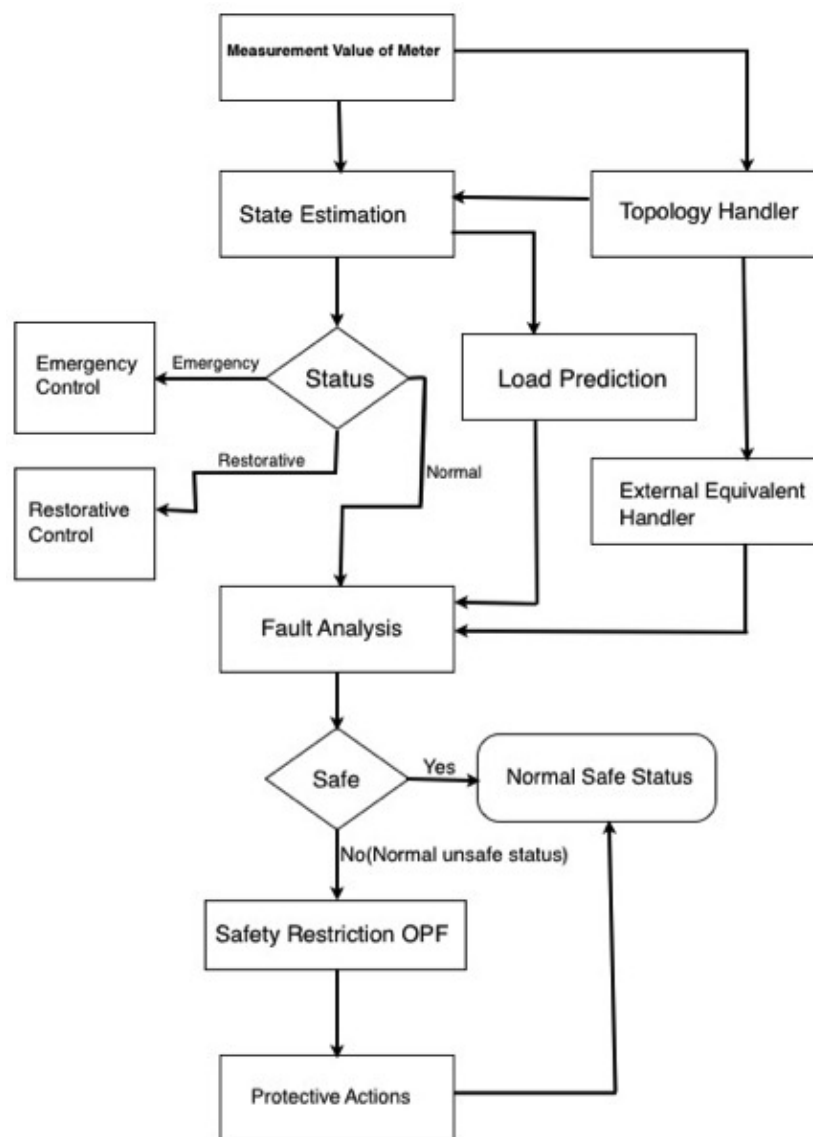 Measurement Value of Meter
State Estimation
Topology Handler
Emergency
Control
Emergency
Status
Load Prediction
Restorative
Normal
Restorative
Control
External Equivalent
Handler
Fault Analysis
Safe
Yes
Normal Safe Status
No(Normal unsafe status)
Safety Restriction OPF
Protective Actions